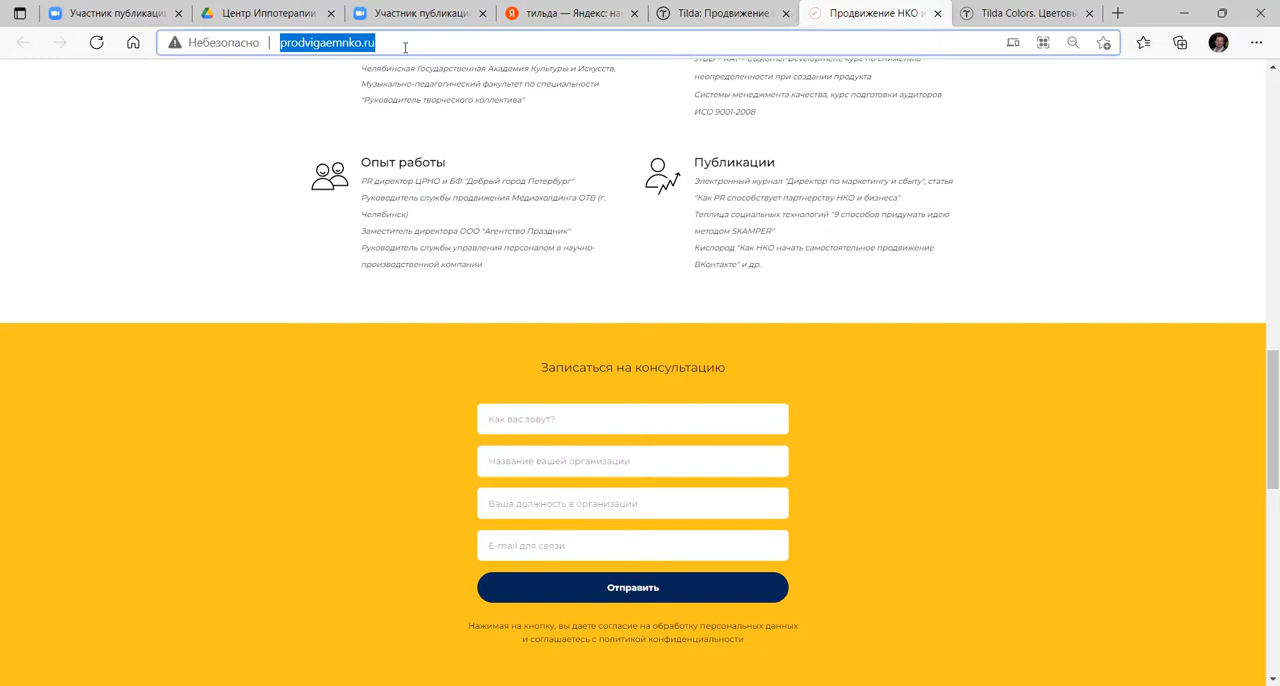 Участник публикаци
Центр Иппотерапии
Участник публикаци
тильда — Яндекс: на
Tilda: Продвижение
Продвижение НКО и
Tilda Colors. Цветовы
Небезопасно
prodvigaemnko.ru
Челябинская Государственная Академия Культуры и Искусств,
Музыкально-педагогический факультет по специальности
"Руководитель творческого коллектива"
неопределенности при создании продукта
Системы менеджмента качества, курс подготовки аудиторов
ИСО 9001-2008
Опыт работы
PR директор ЦРНО и БФ "Добрый город Петербург"
Руководитель службы продвижения Медиахолдинга ОТВ (г.
Челябинск)
Заместитель директора ООО "Агентство Праздник"
Руководитель службы управления персоналом в научно-
производственной компании
Публикации
Электронный журнал "Директор по маркетингу и сбыту", статья
"Как PR способствует партнерству НКО и бизнеса"
Теплица социальных технологий "9 способов придумать идею
методом SKAMPER"
Кислород "Как НКО начать самостоятельное продвижение
ВКонтакте" и др.
Записаться на консультацию
Как вас зовут?
Название вашей организации
Ваша должность в организации
E-mail для связи
Отправить
Нажимая на кнопку, вы даете согласие на обработку персональных данных
и соглашаетесь c политикой конфиденциальности